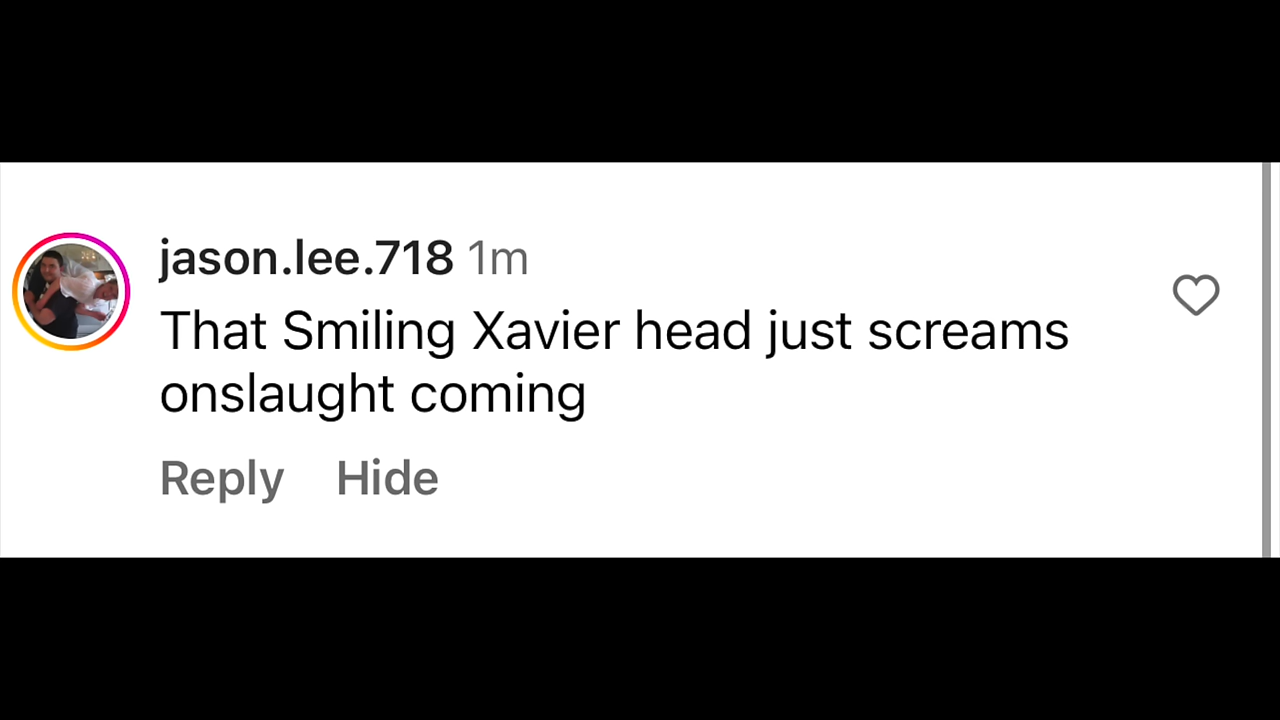 jason.lee.718 1m
That Smiling Xavier head just screams
onslaught coming
Reply Hide